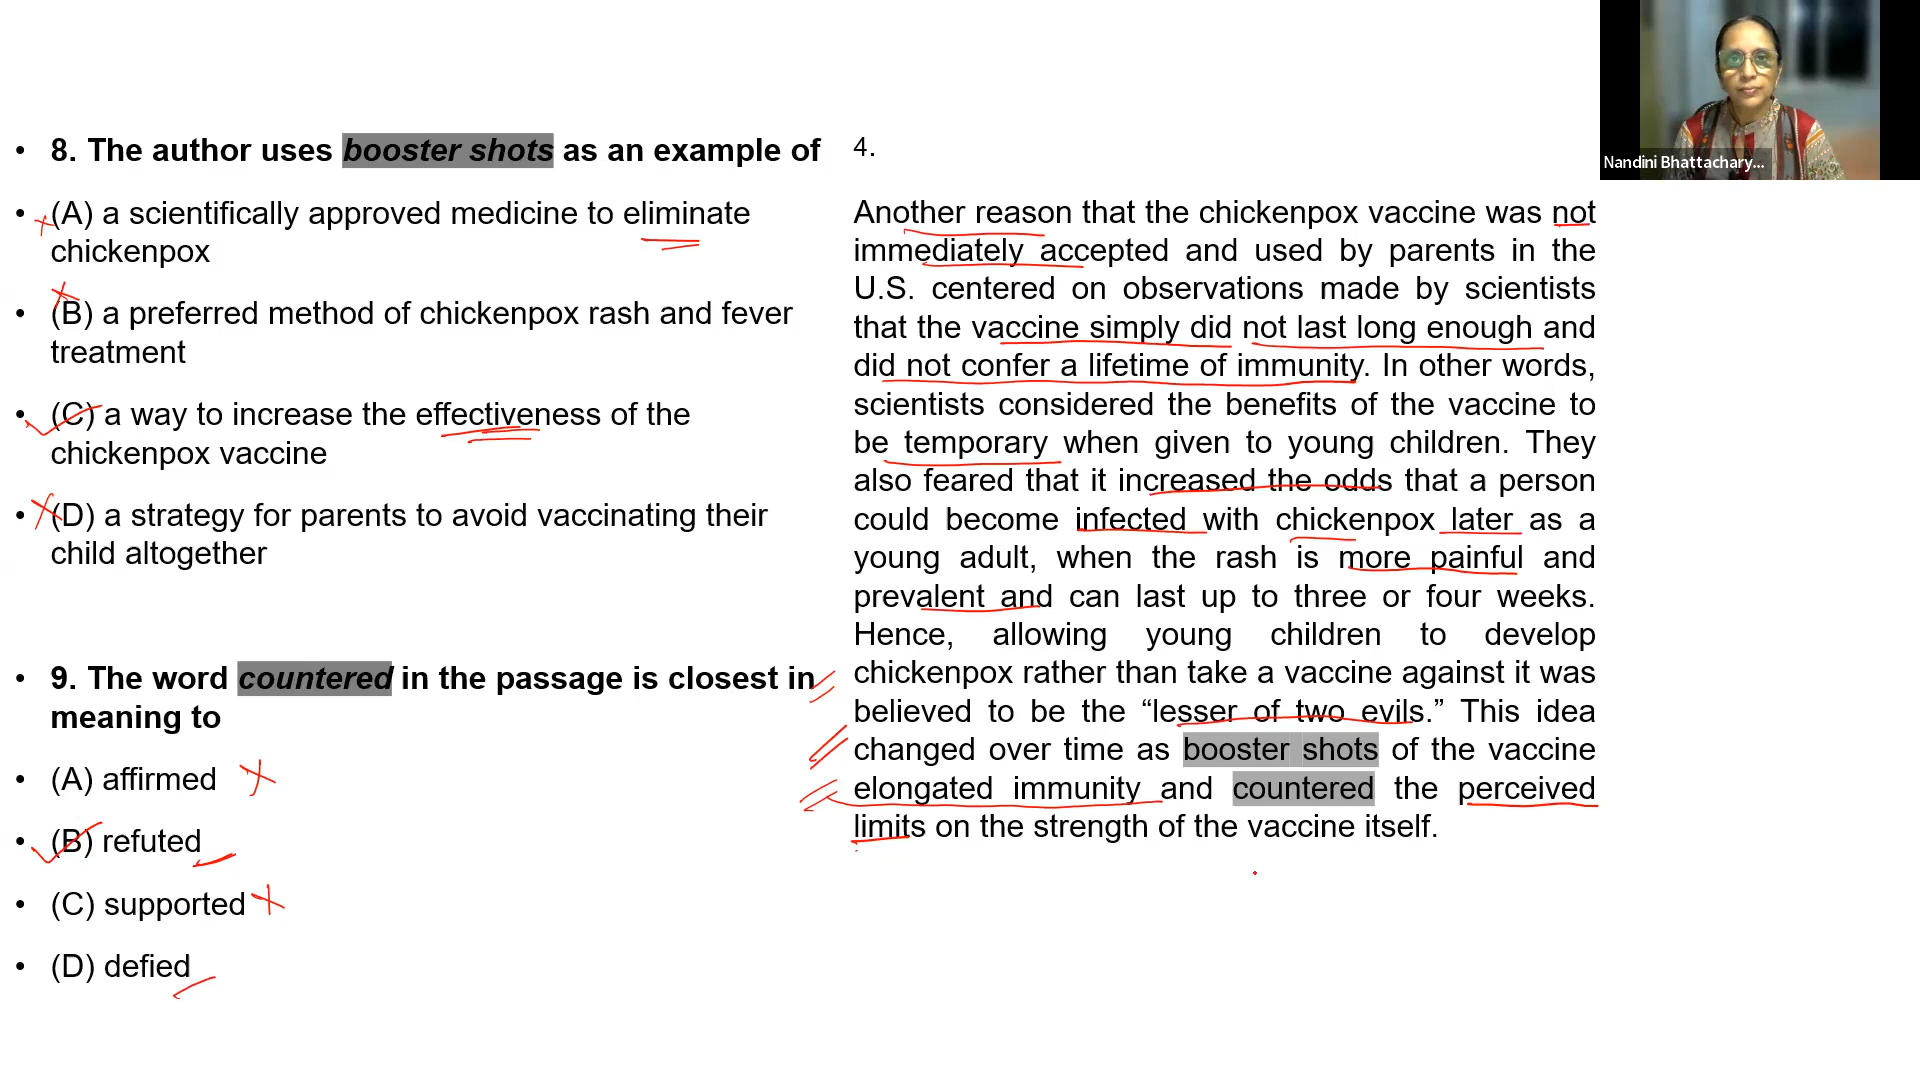 • 8. The author uses booster shots as an example of
• (A) a scientifically approved medicine to eliminate
chickenpox
• (B) a preferred method of chickenpox rash and fever
treatment
• (C) a way to increase the effectiveness of the
chickenpox vaccine
• (D) a strategy for parents to avoid vaccinating their
child altogether
• 9. The word countered in the passage is closest in
meaning to
• (A) affirmed
• (B) refuted
• (C) supported
• (D) defied
4.
Another reason that the chickenpox vaccine was not
immediately accepted and used by parents in the
U.S. centered on observations made by scientists
that the vaccine simply did not last long enough and
did not confer a lifetime of immunity. In other words,
scientists considered the benefits of the vaccine to
be temporary when given to young children. They
also feared that it increased the odds that a person
could become infected with chickenpox later as a
young adult, when the rash is more painful and
prevalent and can last up to three or four weeks.
Hence, allowing young children to develop
chickenpox rather than take a vaccine against it was
believed to be the “lesser of two evils.” This idea
changed over time as booster shots of the vaccine
elongated immunity and countered the perceived
limits on the strength of the vaccine itself.
Nandini Bhattachary...